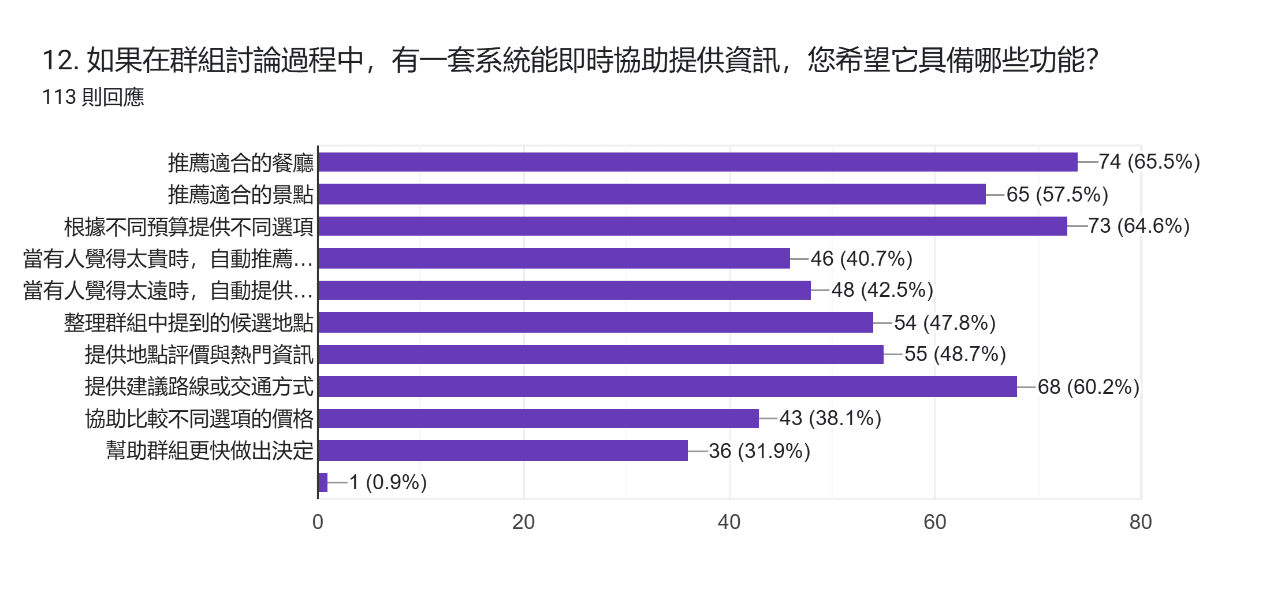 12. 如果在群組討論過程中，有一套系統能即時協助提供資訊，您希望它具備哪些功能?
113 則回應
推薦適合的餐廳 74 (65.5%)
推薦適合的景點 65 (57.5%)
根據不同預算提供不同選項 73 (64.6%)
當有人覺得太貴時，自動推薦… 46 (40.7%)
當有人覺得太遠時，自動提供… 48 (42.5%)
整理群組中提到的候選地點 54 (47.8%)
提供地點評價與熱門資訊 55 (48.7%)
提供建議路線或交通方式 68 (60.2%)
協助比較不同選項的價格 43 (38.1%)
幫助群組更快做出決定 36 (31.9%)
1 (0.9%)
0 20 40 60 80